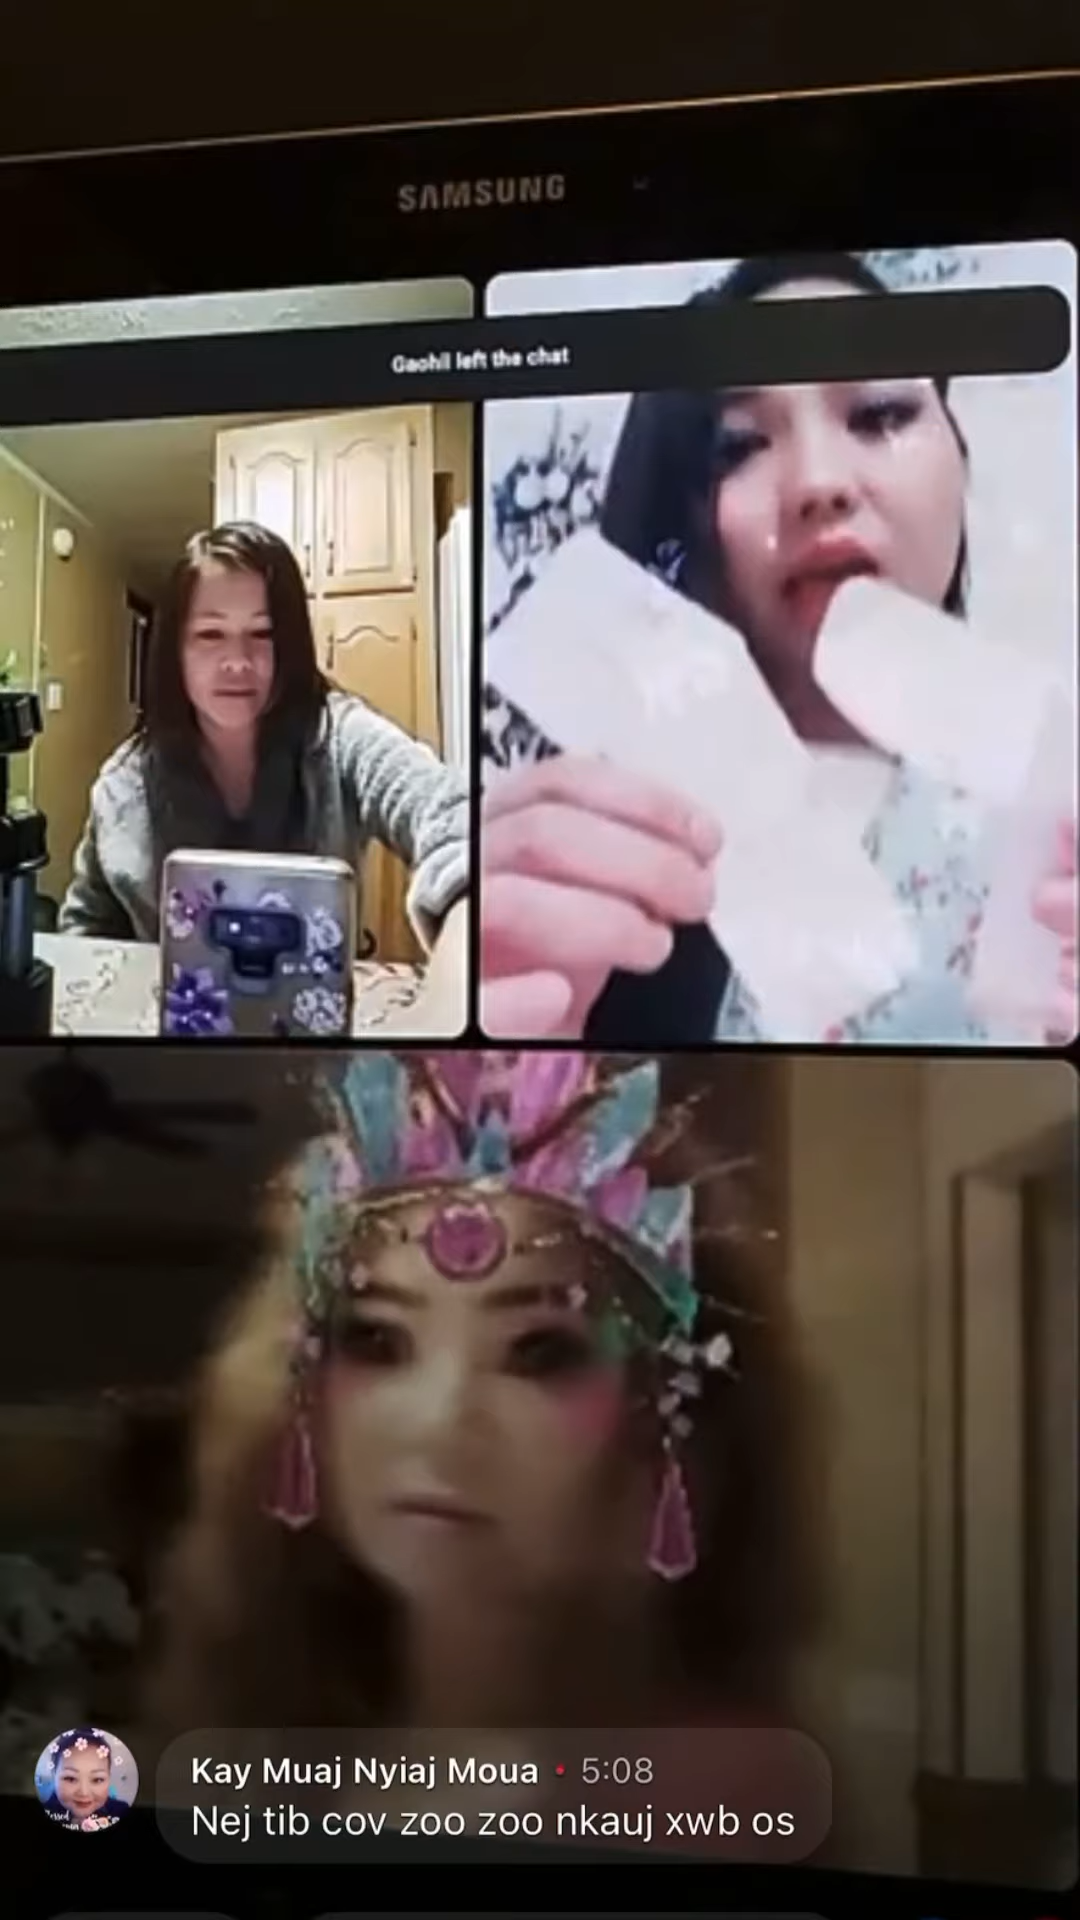 SAMSUNG
Gaohli left the chat
Kay Muaj Nyiaj Moua • 5:08
Nej tib cov zoo zoo nkauj xwb os